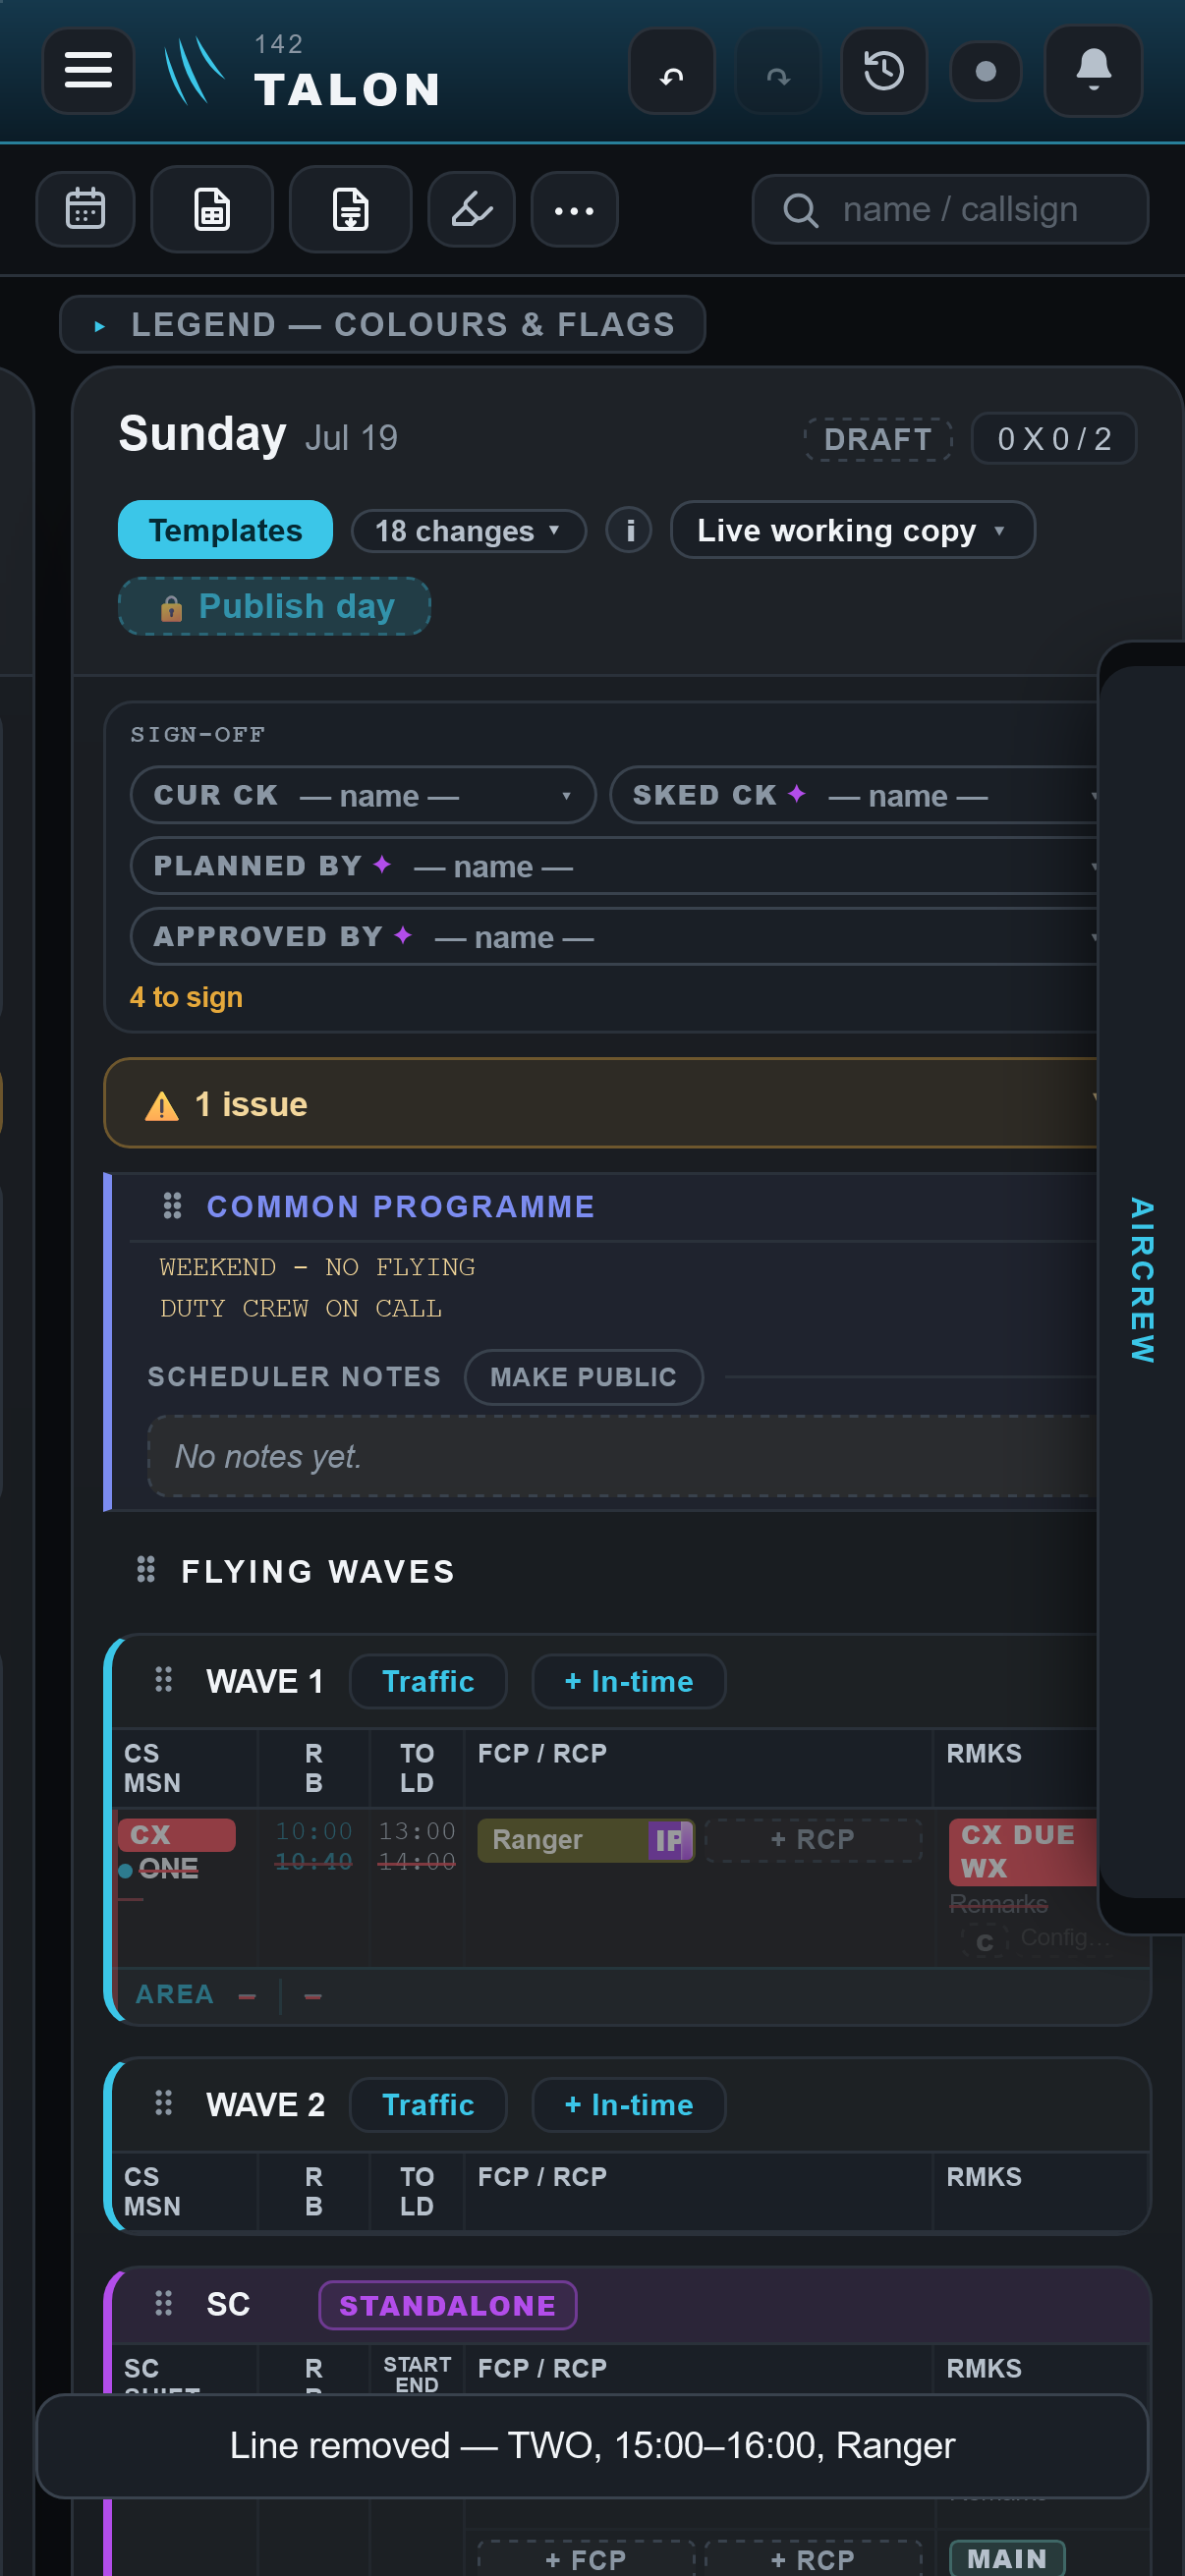 142
TALON
name / callsign
▸ LEGEND — COLOURS & FLAGS
Sunday Jul 19
DRAFT
0 X 0 / 2
Templates
18 changes ▾
i
Live working copy ▾
Publish day
SIGN-OFF
CUR CK — name —
SKED CK ✦ — name —
PLANNED BY ✦ — name —
APPROVED BY ✦ — name —
4 to sign
1 issue
COMMON PROGRAMME
WEEKEND - NO FLYING
DUTY CREW ON CALL
SCHEDULER NOTES MAKE PUBLIC
No notes yet.
AIRCREW
FLYING WAVES
WAVE 1 Traffic + In-time
CS R TO FCP / RCP RMKS
MSN B LD
CX 10:00 13:00 Ranger IP + RCP CX DUE
ONE 10:40 14:00 WX
—
Remarks
C Config...
AREA – | –
WAVE 2 Traffic + In-time
CS R TO FCP / RCP RMKS
MSN B LD
SC STANDALONE
SC R START FCP / RCP RMKS
END
Line removed — TWO, 15:00–16:00, Ranger
+ FCP + RCP MAIN